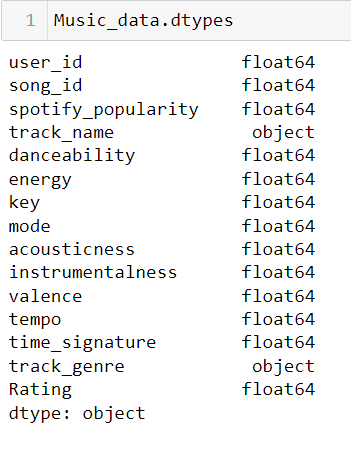 1 Music_data.dtypes
user_id float64
song_id float64
spotify_popularity float64
track_name object
danceability float64
energy float64
key float64
mode float64
acousticness float64
instrumentalness float64
valence float64
tempo float64
time_signature float64
track_genre object
Rating float64
dtype: object